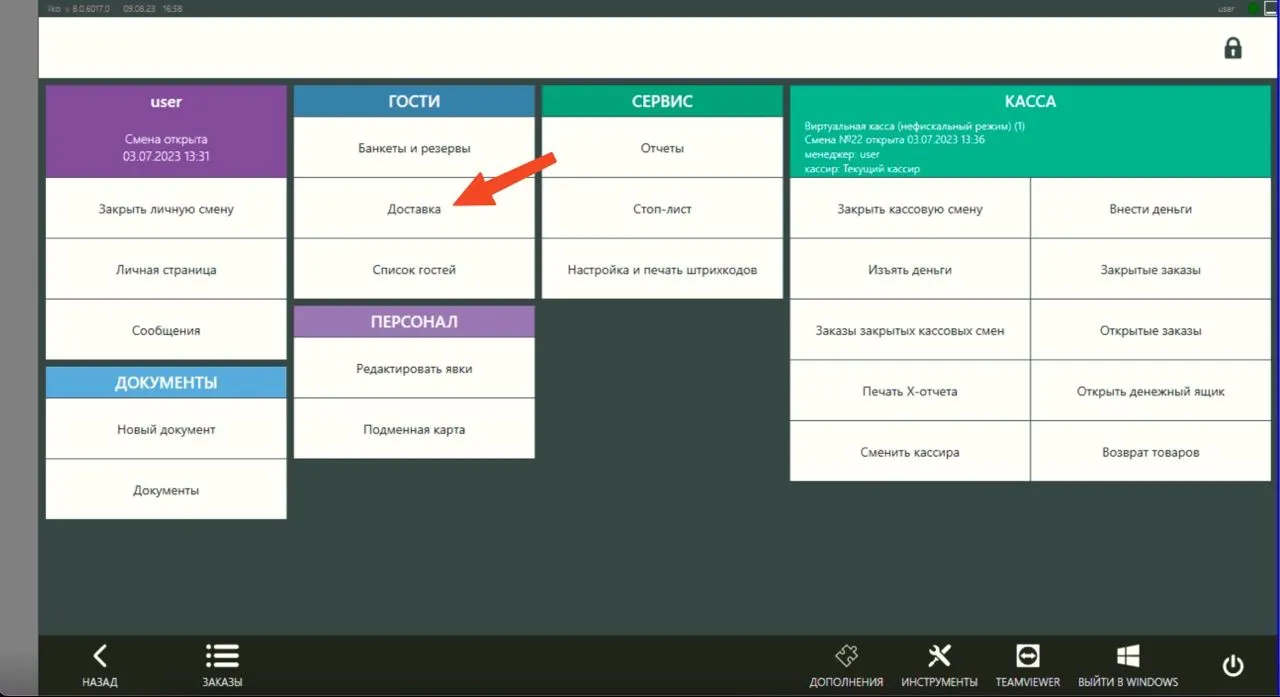 iiko v. 8.0.6017.0 09.08.23 16:58
user
user
Смена открыта
03.07.2023 13:31
Закрыть личную смену
Личная страница
Сообщения
ДОКУМЕНТЫ
Новый документ
Документы
ГОСТИ
Банкеты и резервы
Доставка
Список гостей
ПЕРСОНАЛ
Редактировать явки
Подменная карта
СЕРВИС
Отчеты
Стоп-лист
Настройка и печать штрихкодов
КАССА
Виртуальная касса (нефискальный режим) (1)
Смена №22 открыта 03.07.2023 13:36
менеджер: user
кассир: Текущий кассир
Закрыть кассовую смену
Внести деньги
Изъять деньги
Закрытые заказы
Заказы закрытых кассовых смен
Открытые заказы
Печать X-отчета
Открыть денежный ящик
Сменить кассира
Возврат товаров
НАЗАД
ЗАКАЗЫ
ДОПОЛНЕНИЯ
ИНСТРУМЕНТЫ
TEAMVIEWER
ВЫЙТИ В WINDOWS